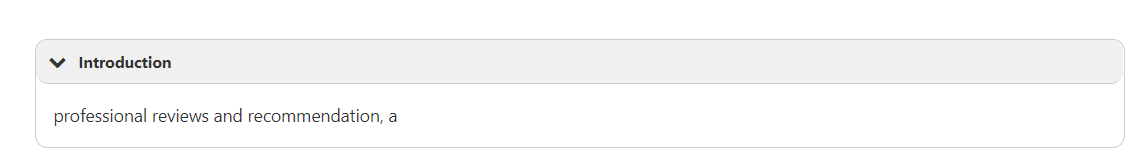 Introduction
professional reviews and recommendation, a